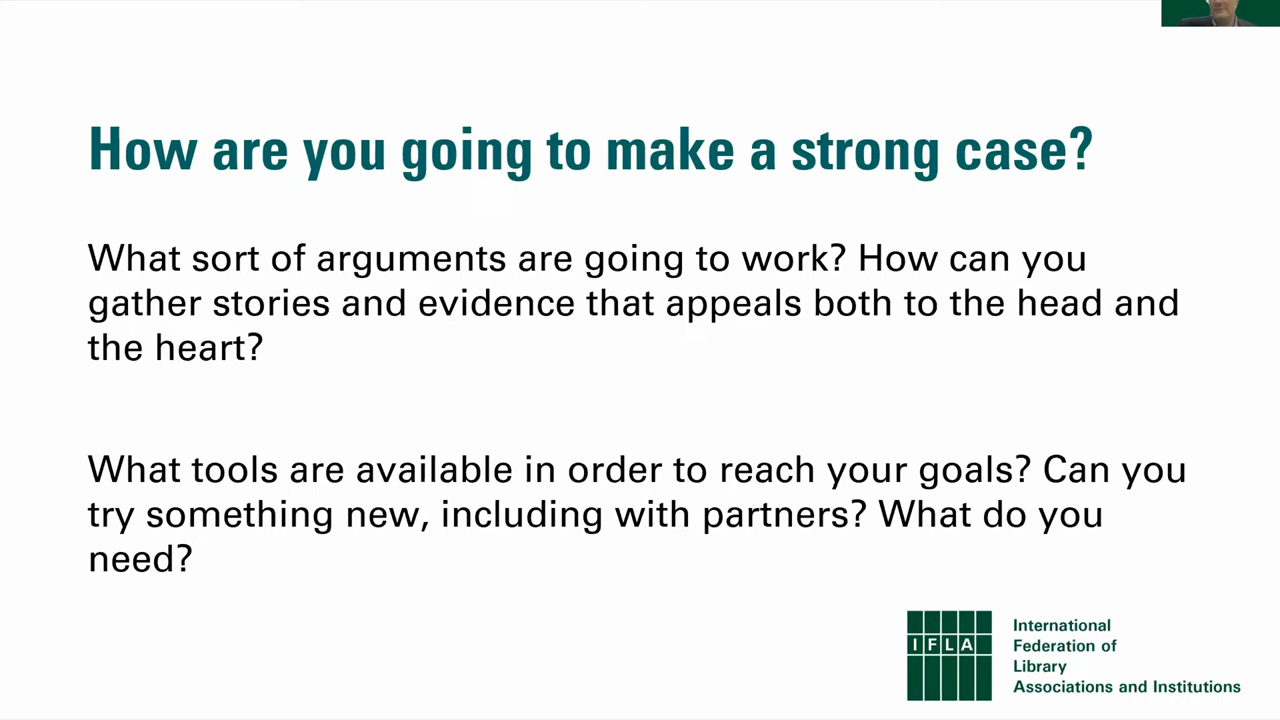 How are you going to make a strong case?
What sort of arguments are going to work? How can you
gather stories and evidence that appeals both to the head and
the heart?
What tools are available in order to reach your goals? Can you
try something new, including with partners? What do you
need?
IFLA
International
Federation of
Library
Associations and Institutions